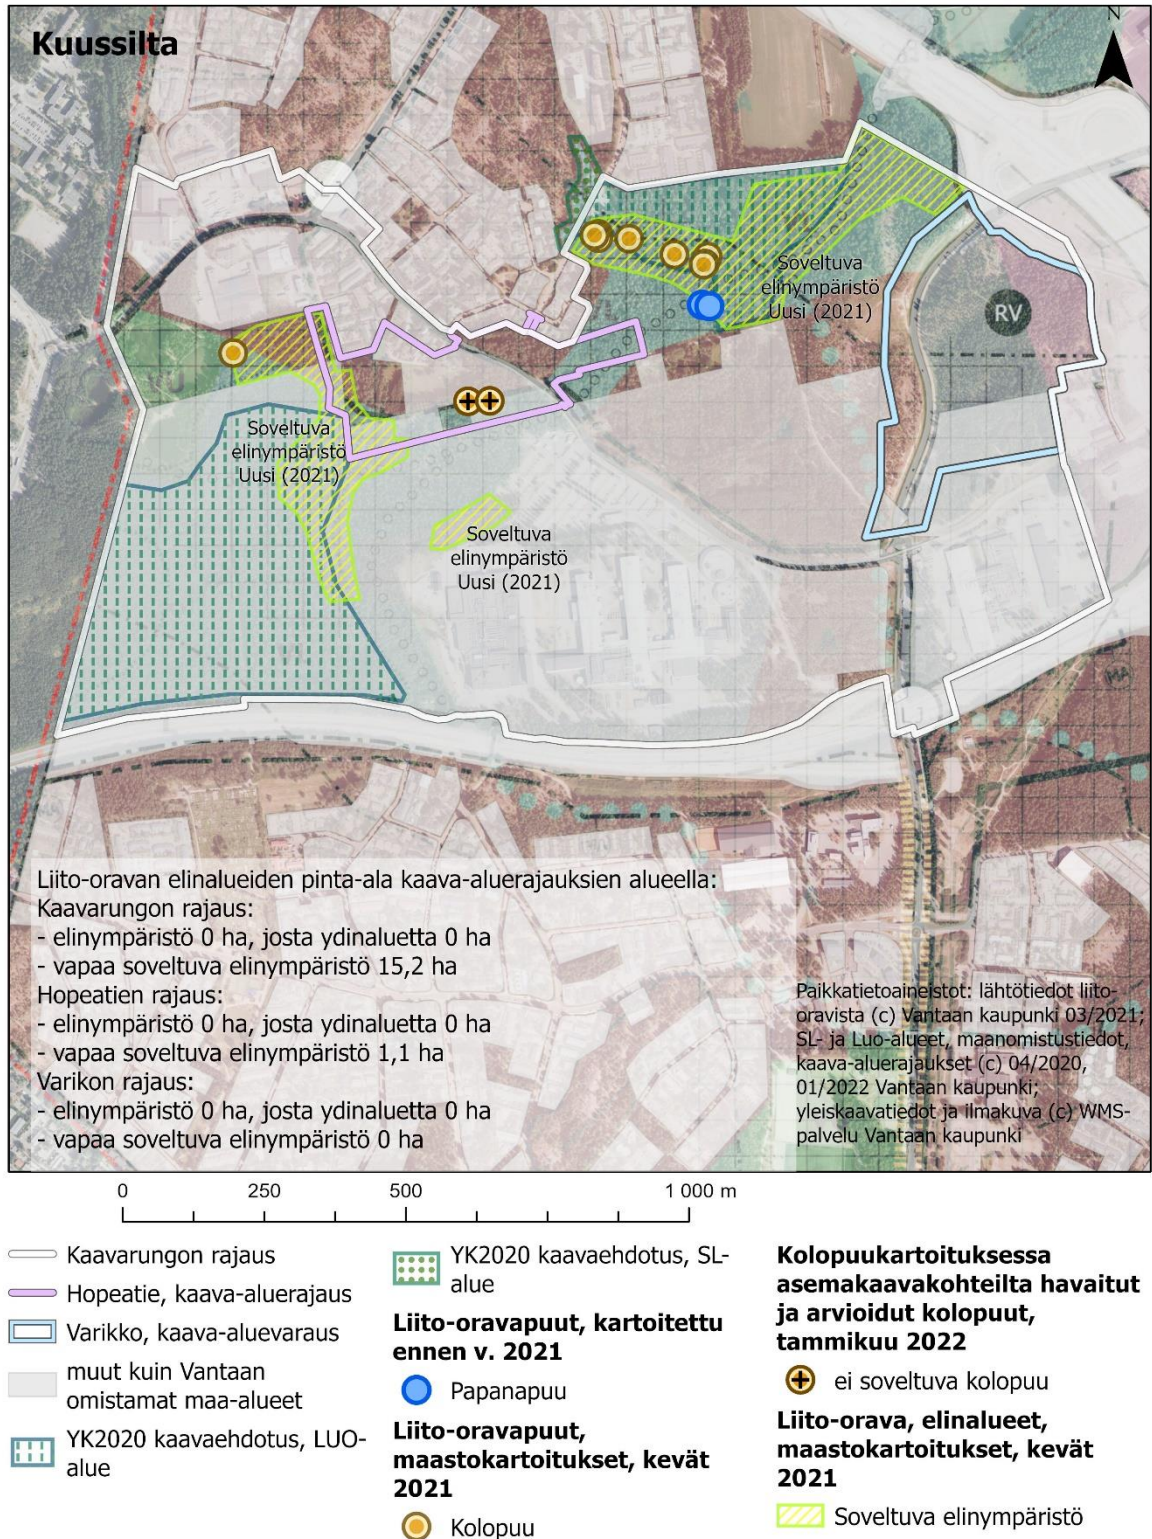 Kuussilta
N
RV
Soveltuva
elinympäristö
Uusi (2021)
Soveltuva
elinympäristö
Uusi (2021)
Soveltuva
elinympäristö
Uusi (2021)
MA
Liito-oravan elinalueiden pinta-ala kaava-aluerajauksien alueella:
Kaavarungon rajaus:
- elinympäristö 0 ha, josta ydinaluetta 0 ha
- vapaa soveltuva elinympäristö 15,2 ha
Hopeatien rajaus:
- elinympäristö 0 ha, josta ydinaluetta 0 ha
- vapaa soveltuva elinympäristö 1,1 ha
Varikon rajaus:
- elinympäristö 0 ha, josta ydinaluetta 0 ha
- vapaa soveltuva elinympäristö 0 ha
Paikkatietoaineistot: lähtötiedot liito-
oravista (c) Vantaan kaupunki 03/2021;
SL- ja Luo-alueet, maanomistustiedot,
kaava-aluerajaukset (c) 04/2020,
01/2022 Vantaan kaupunki;
yleiskaavatiedot ja ilmakuva (c) WMS-
palvelu Vantaan kaupunki
0 250 500 1 000 m
Kaavarungon rajaus
Hopeatie, kaava-aluerajaus
Varikko, kaava-aluevaraus
muut kuin Vantaan
omistamat maa-alueet
YK2020 kaavaehdotus, LUO-
alue
YK2020 kaavaehdotus, SL-
alue
Liito-oravapuut, kartoitettu
ennen v. 2021
Papanapuu
Liito-oravapuut,
maastokartoitukset, kevät
2021
Kolopuu
Kolopuukartoituksessa
asemakaavakohteilta havaitut
ja arvioidut kolopuut,
tammikuu 2022
ei soveltuva kolopuu
Liito-orava, elinalueet,
maastokartoitukset, kevät
2021
Soveltuva elinympäristö